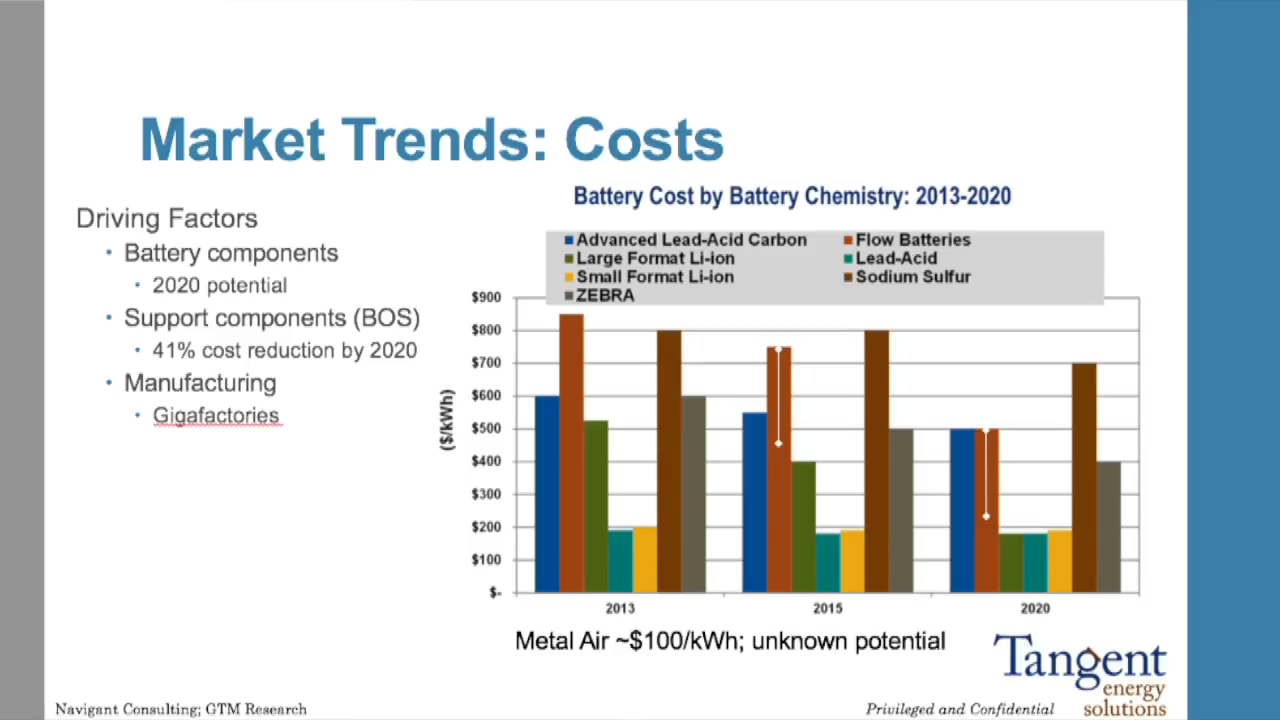 Market Trends: Costs
Driving Factors
• Battery components
• 2020 potential
• Support components (BOS)
• 41% cost reduction by 2020
• Manufacturing
• Gigafactories
Battery Cost by Battery Chemistry: 2013-2020
Advanced Lead-Acid Carbon
Flow Batteries
Large Format Li-ion
Lead-Acid
Small Format Li-ion
Sodium Sulfur
ZEBRA
($/kWh)
$900
$800
$700
$600
$500
$400
$300
$200
$100
$-
2013
2015
2020
Metal Air ~$100/kWh; unknown potential
Tangent
energy
solutions
Navigant Consulting; GTM Research
Privileged and Confidential